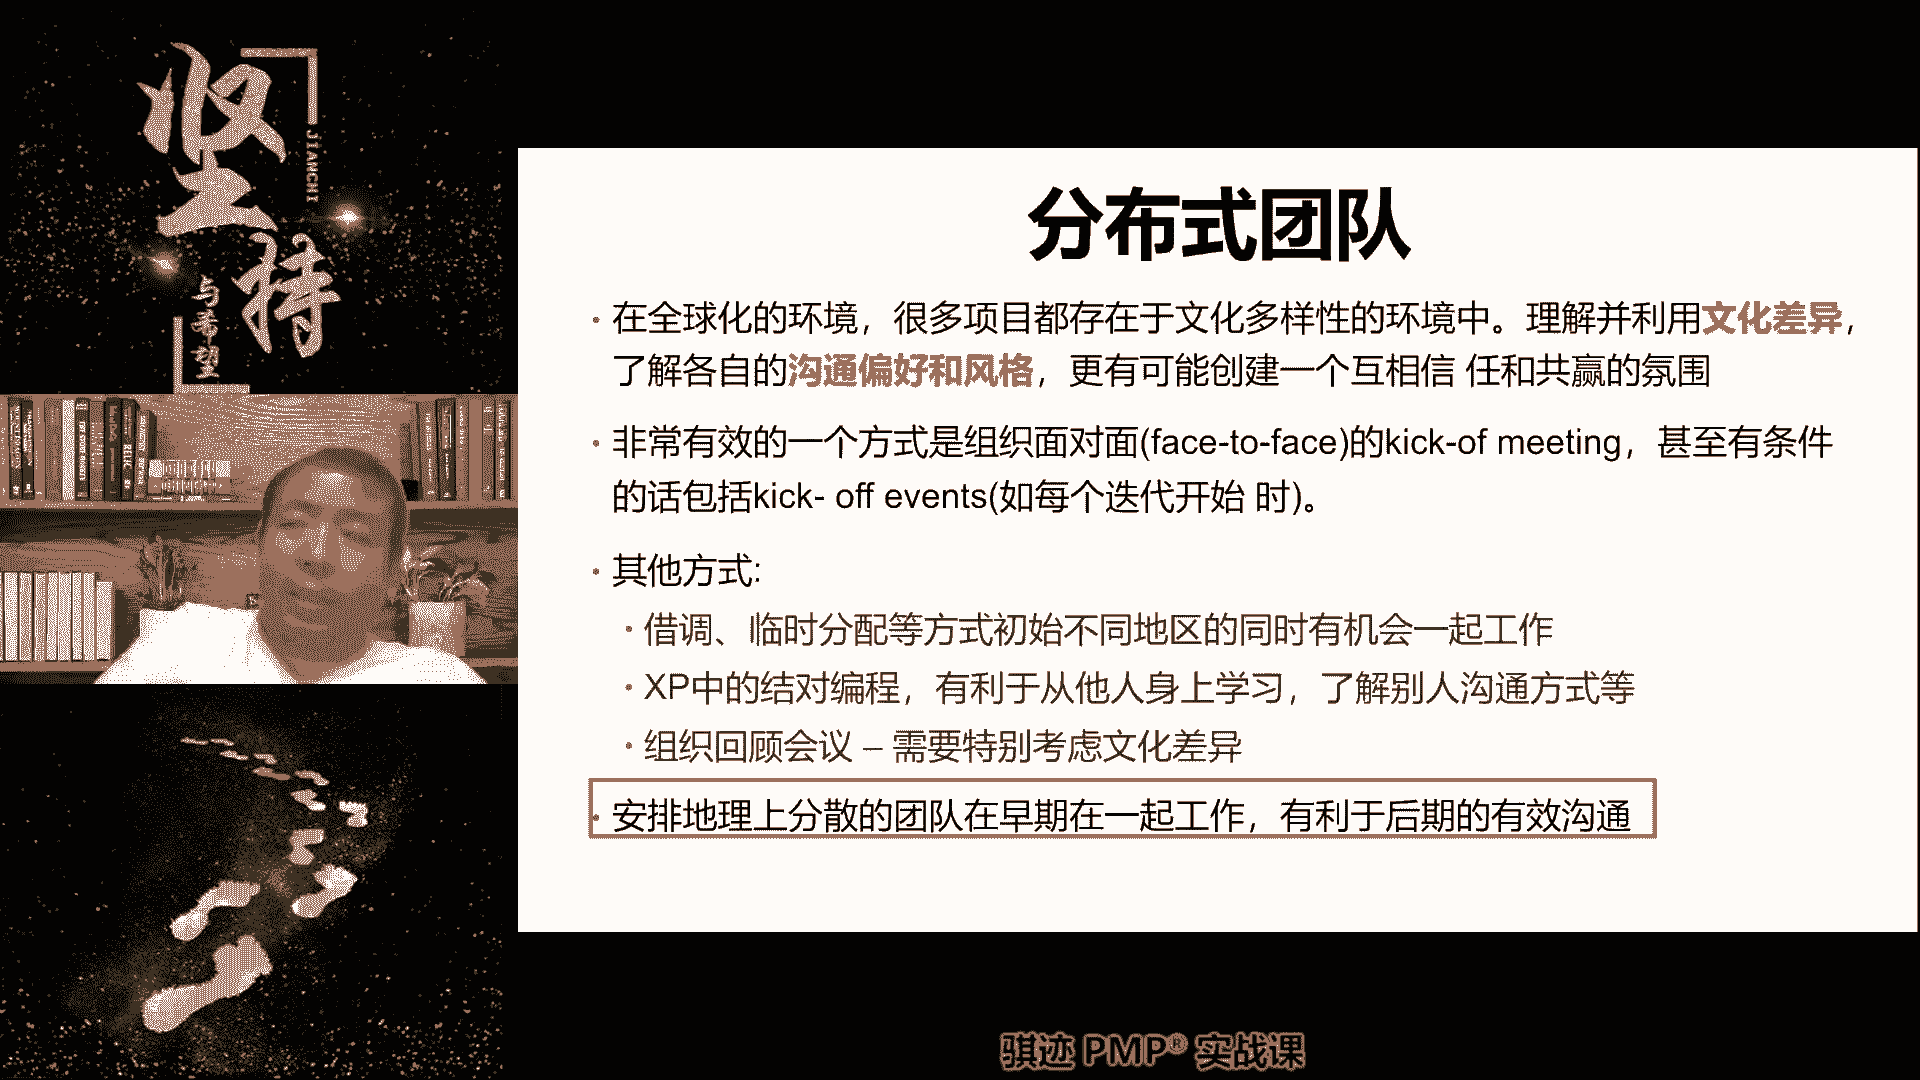 坚持
JIANCHI
与希望
分布式团队
· 在全球化的环境，很多项目都存在于文化多样性的环境中。理解并利用文化差异，
了解各自的沟通偏好和风格，更有可能创建一个互相信 任和共赢的氛围
· 非常有效的一个方式是组织面对面(face-to-face)的kick-of meeting，甚至有条件
的话包括kick- off events(如每个迭代开始 时)。
· 其他方式:
· 借调、临时分配等方式初始不同地区的同时有机会一起工作
· XP中的结对编程，有利于从他人身上学习，了解别人沟通方式等
· 组织回顾会议 – 需要特别考虑文化差异
· 安排地理上分散的团队在早期在一起工作，有利于后期的有效沟通
骐迹 PMP® 实战课